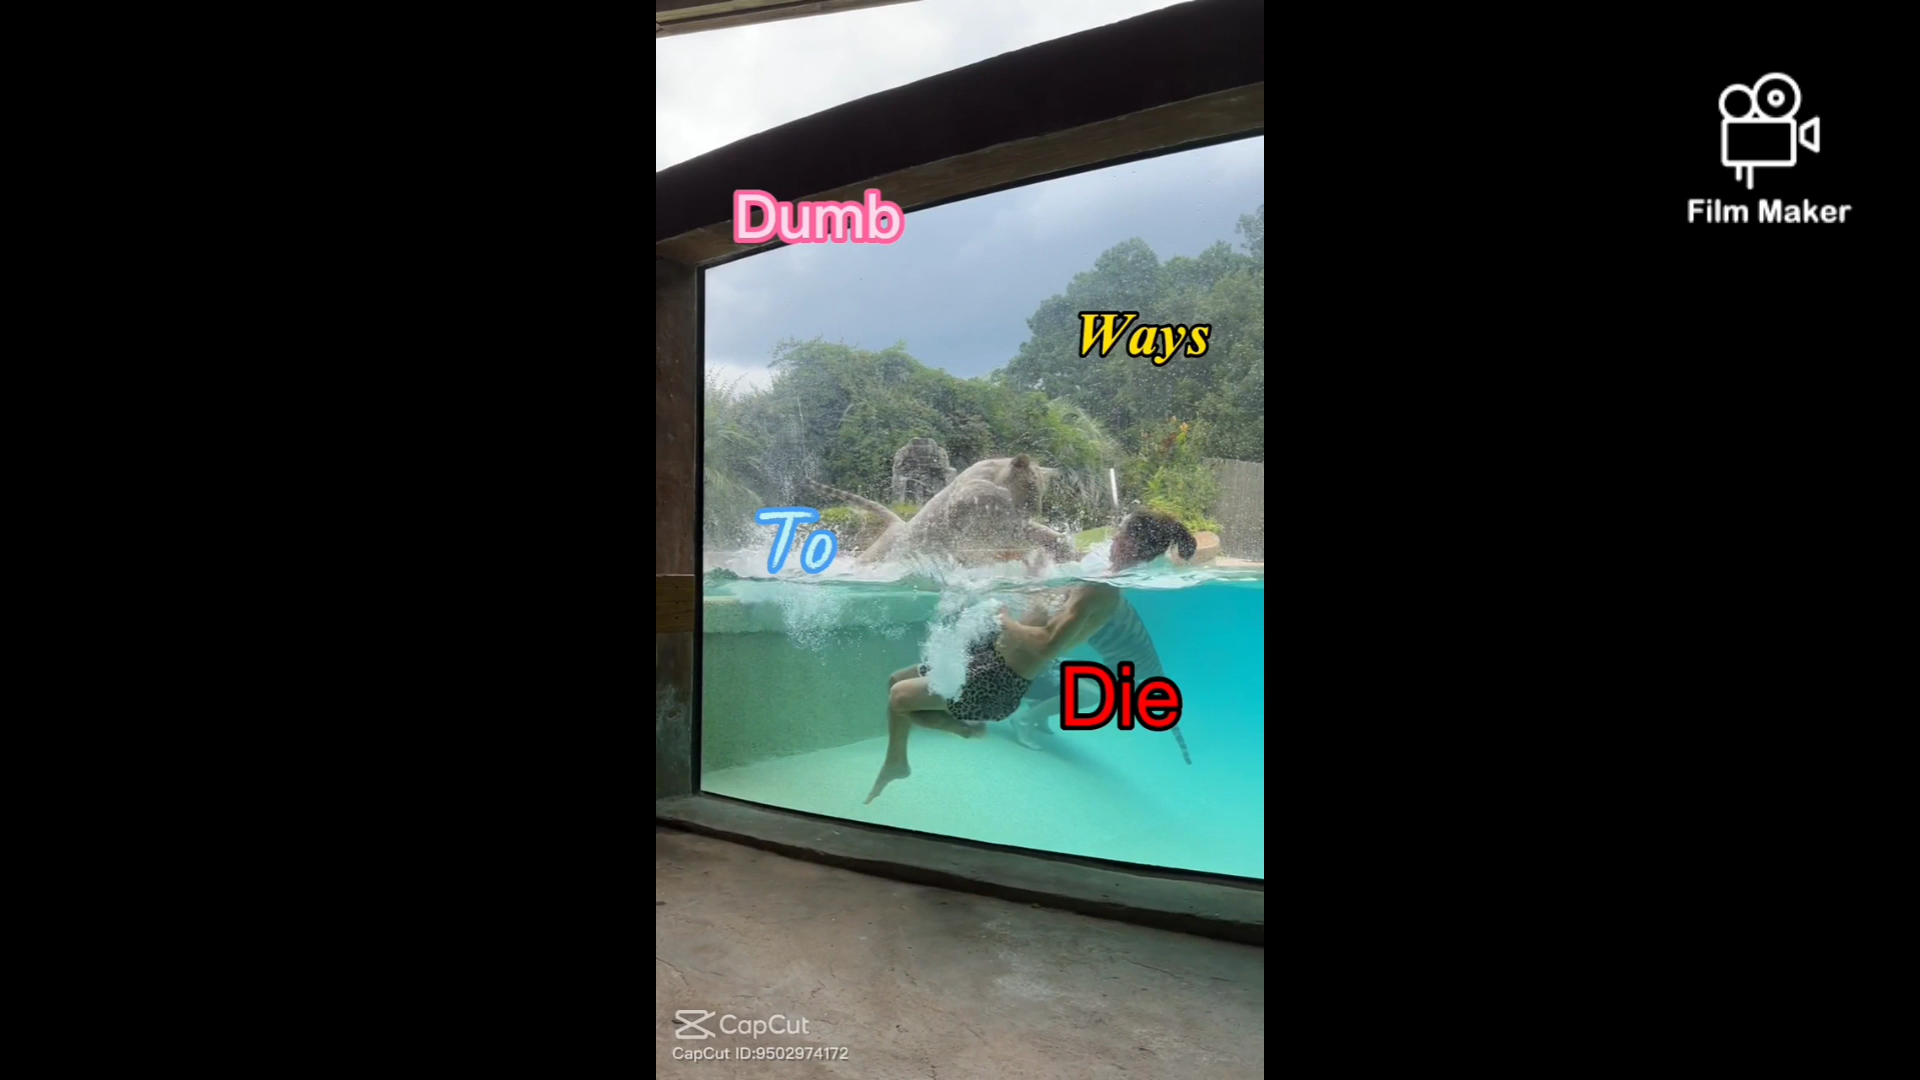 Dumb
Ways
To
Die
Film Maker
CapCut
CapCut ID:9502974172